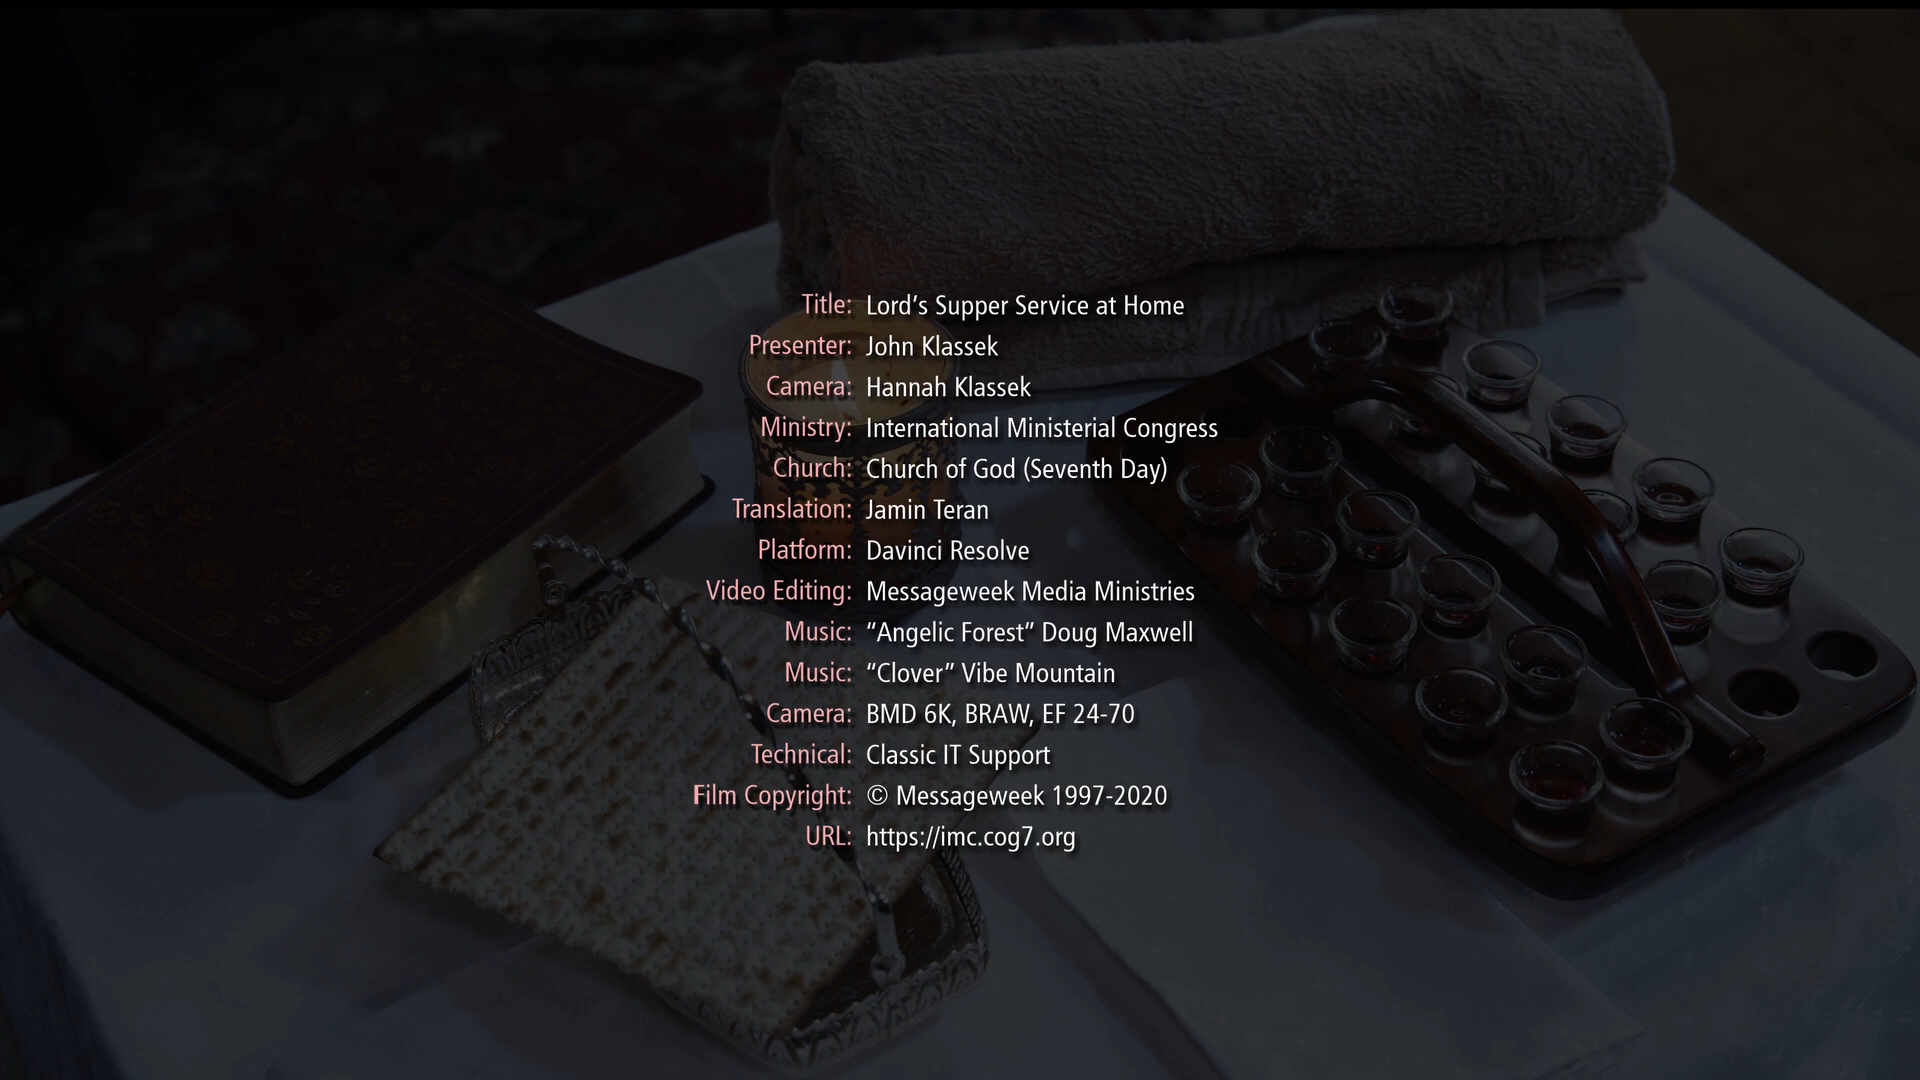 Title: Lord’s Supper Service at Home
Presenter: John Klassek
Camera: Hannah Klassek
Ministry: International Ministerial Congress
Church: Church of God (Seventh Day)
Translation: Jamin Teran
Platform: Davinci Resolve
Video Editing: Messageweek Media Ministries
Music: “Angelic Forest” Doug Maxwell
Music: “Clover” Vibe Mountain
Camera: BMD 6K, BRAW, EF 24-70
Technical: Classic IT Support
Film Copyright: © Messageweek 1997-2020
URL: https://imc.cog7.org